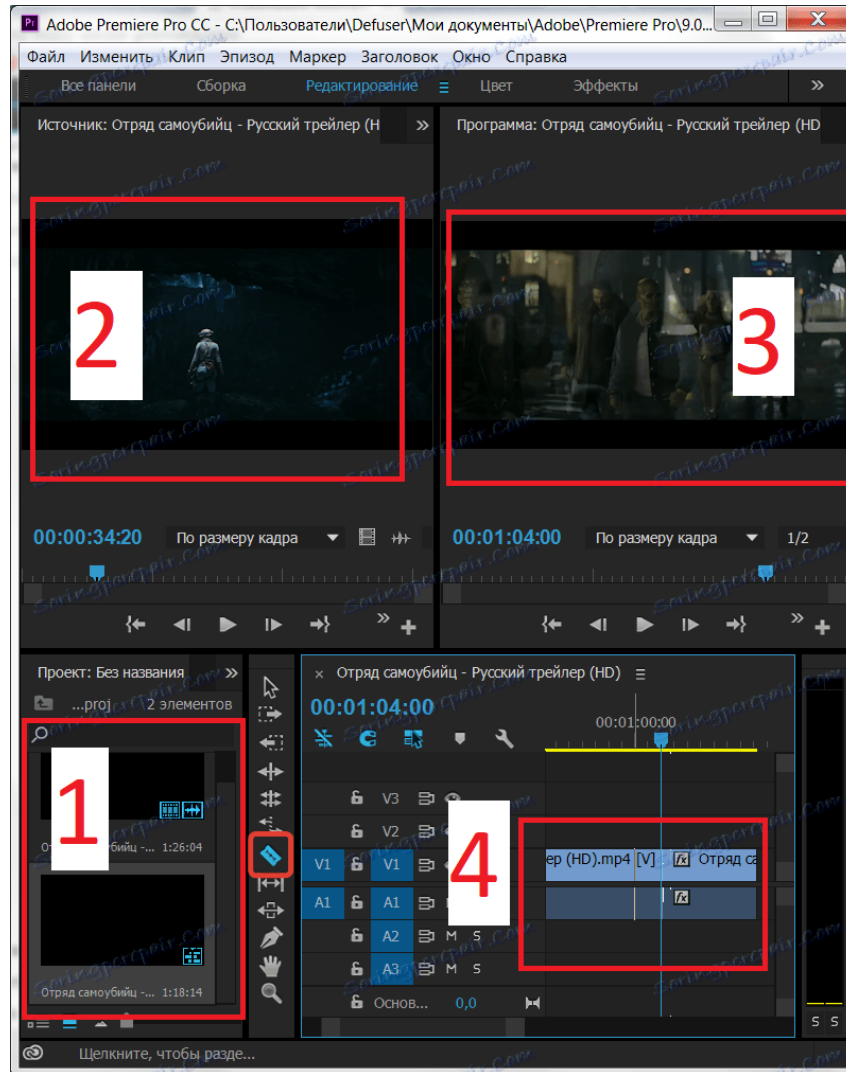 Adobe Premiere Pro CC - C:\Пользователи\Defuser\Мои документы\Adobe\Premiere Pro\9.0...
Файл Изменить Клип Эпизод Маркер Заголовок Окно Справка
Все панели Сборка Редактирование Цвет Эффекты
Источник: Отряд самоубийц - Русский трейлер (H
Программа: Отряд самоубийц - Русский трейлер (HD
2
3
00:00:34:20 По размеру кадра
00:01:04:00 По размеру кадра 1/2
Проект: Без названия
...proj 2 элементов
1
1:26:04
Отряд самоубийц -... 1:18:14
× Отряд самоубийц - Русский трейлер (HD)
00:01:04:00
00:01:00:00
V3
V2
V1 V1 ер (HD).mp4 [V] fx Отряд са
4
A1 A1 fx
A2 M S
A3 M S
Основ... 0,0
S S
Щелкните, чтобы разде...
Soringpcrepair.Com